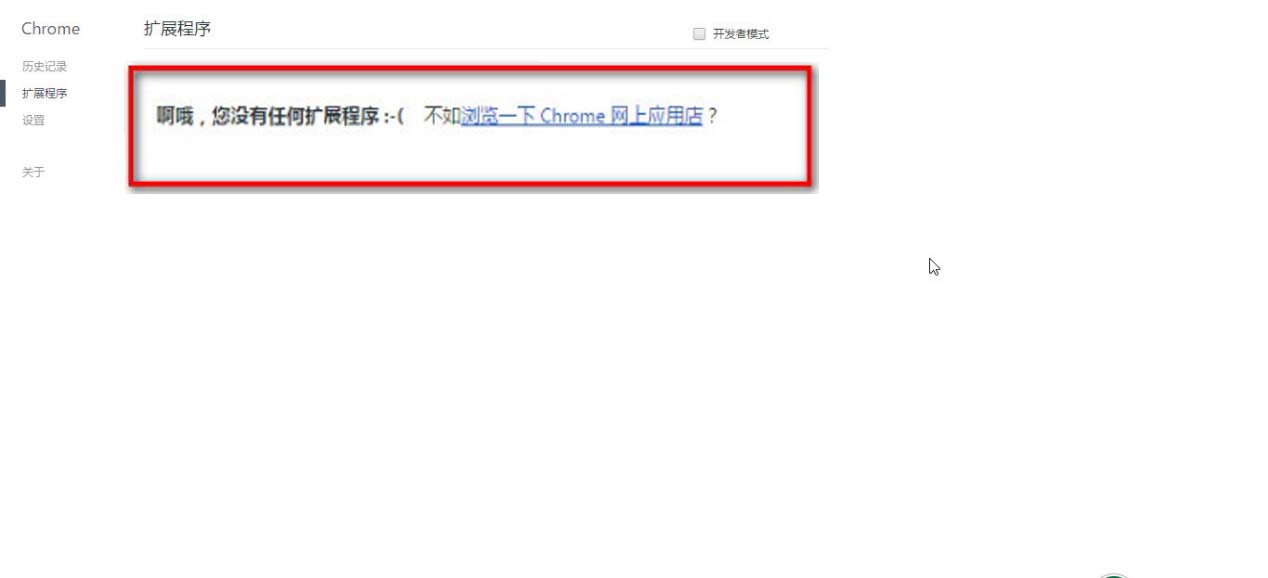 Chrome
扩展程序
开发者模式
历史记录
扩展程序
设置
关于
啊哦，您没有任何扩展程序 :-( 不如浏览一下 Chrome 网上应用店？